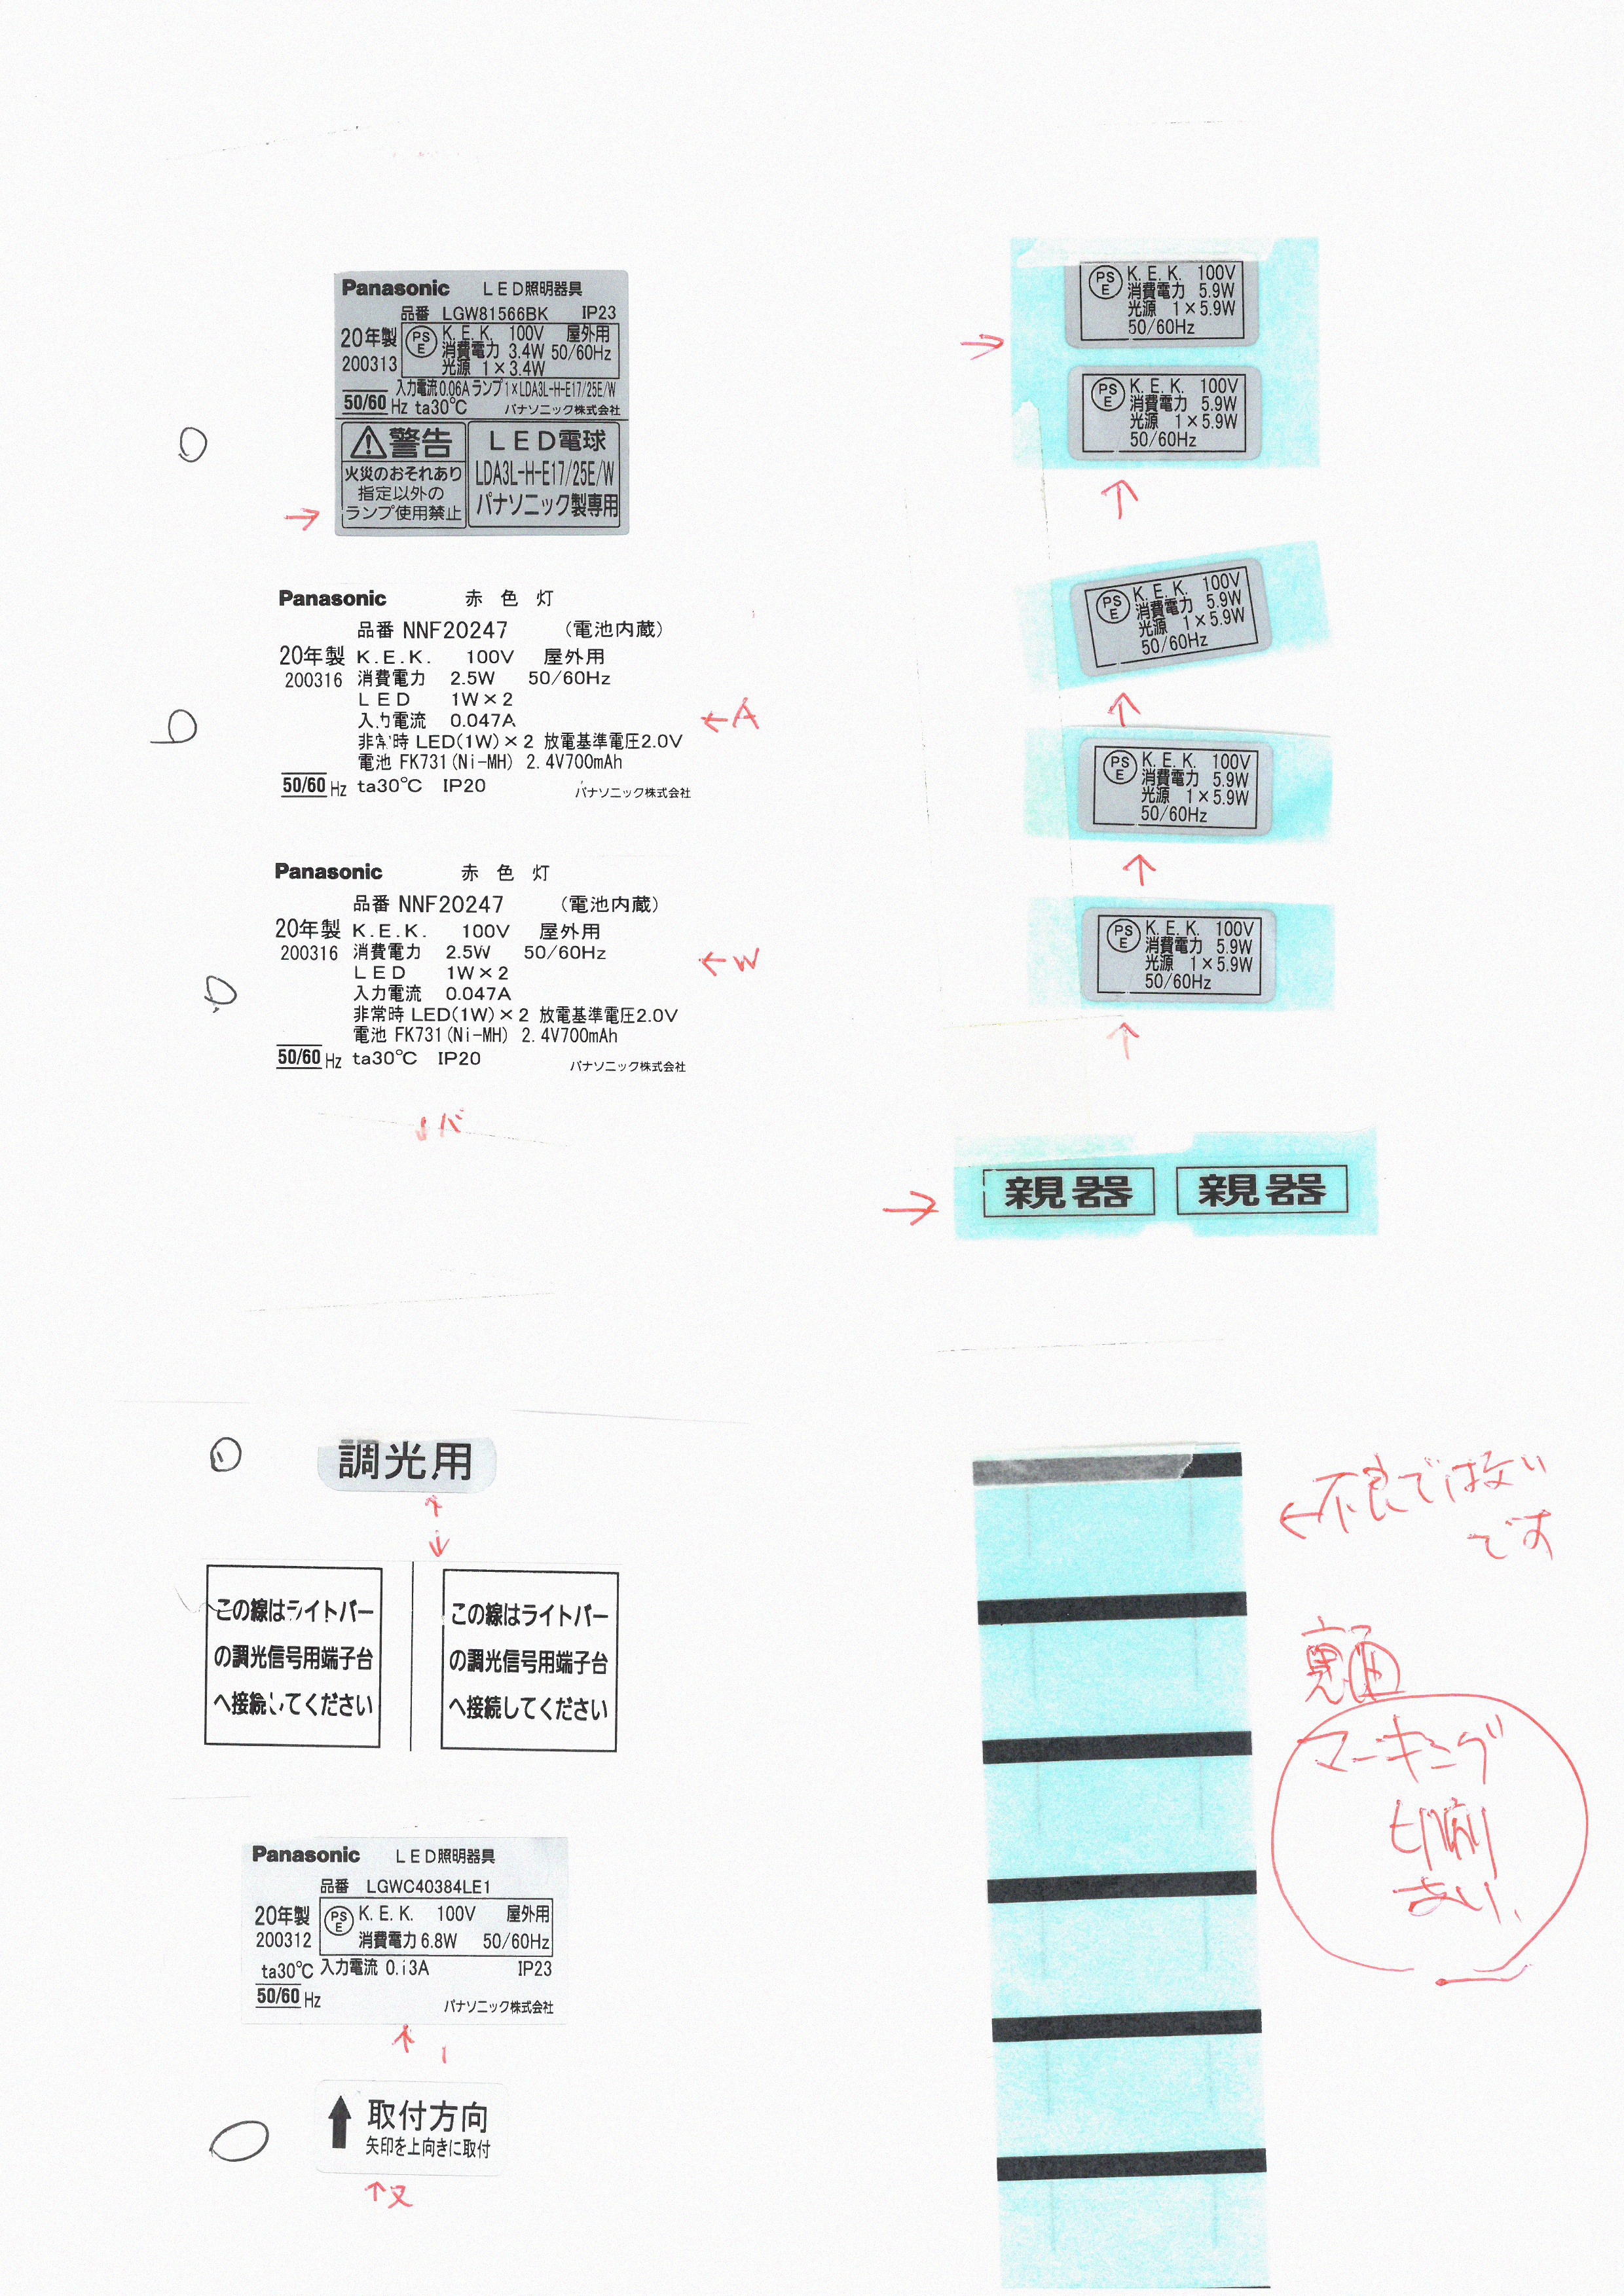 Panasonic LED照明器具
品番 LGW81566BK IP23
20年製 PSE K.E.K. 100V 屋外用
消費電力 3.4W 50/60Hz
200313 光源 1×3.4W
入力電流0.06A ランプ1×LDA3L-H-E17/25E/W
50/60 Hz ta30℃ パナソニック株式会社
警告
火災のおそれあり
指定以外の
ランプ使用禁止
LED電球
LDA3L-H-E17/25E/W
パナソニック製専用
Panasonic 赤色灯
品番 NNF20247 (電池内蔵)
20年製 K.E.K. 100V 屋外用
200316 消費電力 2.5W 50/60Hz
LED 1W×2
入力電流 0.047A
←A
非常時 LED(1W)×2 放電基準電圧2.0V
電池 FK731(Ni-MH) 2.4V700mAh
50/60 Hz ta30℃ IP20 パナソニック株式会社
Panasonic 赤色灯
品番 NNF20247 (電池内蔵)
20年製 K.E.K. 100V 屋外用
200316 消費電力 2.5W 50/60Hz
←W
LED 1W×2
入力電流 0.047A
非常時 LED(1W)×2 放電基準電圧2.0V
電池 FK731(Ni-MH) 2.4V700mAh
50/60 Hz ta30℃ IP20 パナソニック株式会社
↓パ
調光用
この線はライトバー
の調光信号用端子台
へ接続してください
この線はライトバー
の調光信号用端子台
へ接続してください
Panasonic LED照明器具
品番 LGWC40384LE1
20年製 PSE K.E.K. 100V 屋外用
200312 消費電力 6.8W 50/60Hz
ta30℃ 入力電流 0.13A IP23
50/60 Hz パナソニック株式会社
↑ 1
取付方向
矢印を上向きに取付
↑又
PSE K.E.K. 100V
消費電力 5.9W
光源 1×5.9W
50/60Hz
PSE K.E.K. 100V
消費電力 5.9W
光源 1×5.9W
50/60Hz
PSE K.E.K. 100V
消費電力 5.9W
光源 1×5.9W
50/60Hz
PSE K.E.K. 100V
消費電力 5.9W
光源 1×5.9W
50/60Hz
PSE K.E.K. 100V
消費電力 5.9W
光源 1×5.9W
50/60Hz
親器 親器
←不良では無い
です
裏面
マーキング
印刷
あり